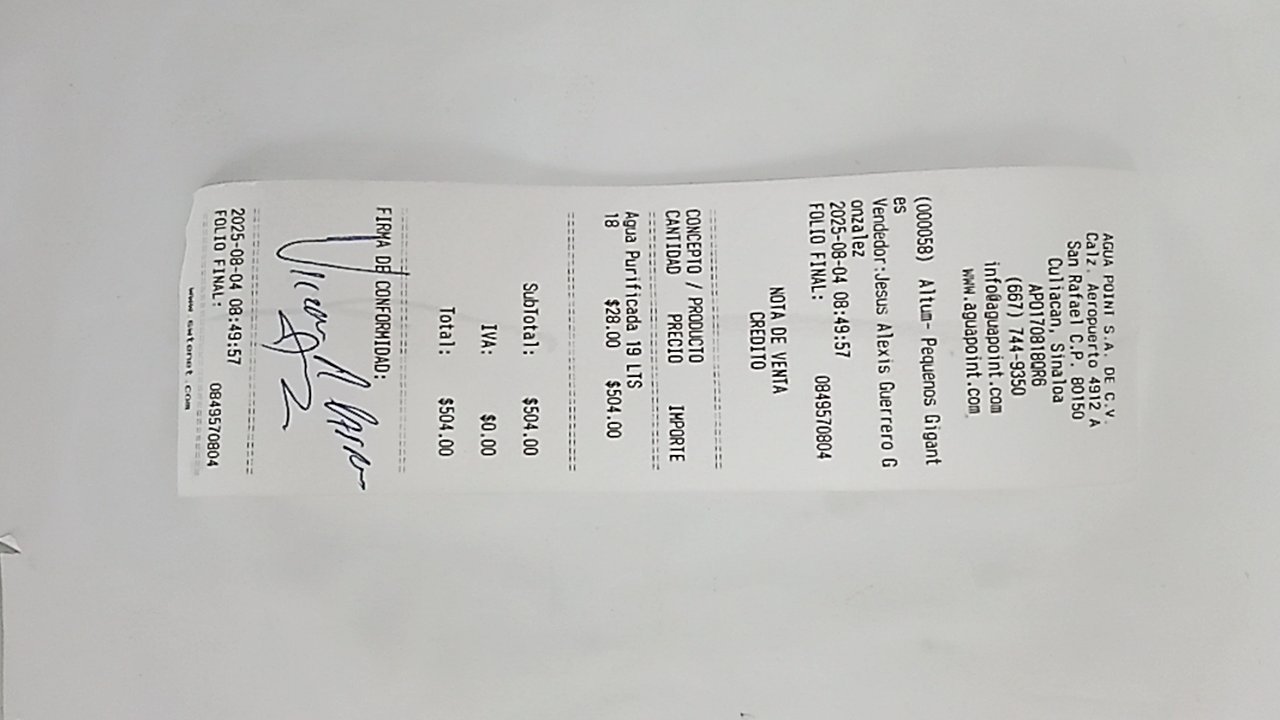 AGUA POINT S.A. DE C.V.
Calz. Aeropuerto 4912 A
San Rafael C.P. 80150
Culiacan, Sinaloa
APO170818QR6
(667) 744-9350
info@aguapoint.com
www.aguapoint.com
(000058) Altum- Pequenos Gigant
es
Vendedor:Jesus Alexis Guerrero G
onzalez
2025-08-04 08:49:57
FOLIO FINAL: 0849570804
NOTA DE VENTA
CREDITO
CONCEPTO / PRODUCTO
CANTIDAD PRECIO IMPORTE
Agua Purificada 19 LTS
18 $28.00 $504.00
SubTotal: $504.00
IVA: $0.00
Total: $504.00
FIRMA DE CONFORMIDAD:
2025-08-04 08:49:57
FOLIO FINAL: 0849570804